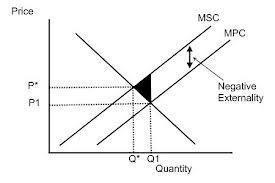 Price
MSC
MPC
Negative
Externality
P*
P1
Q* Q1
Quantity